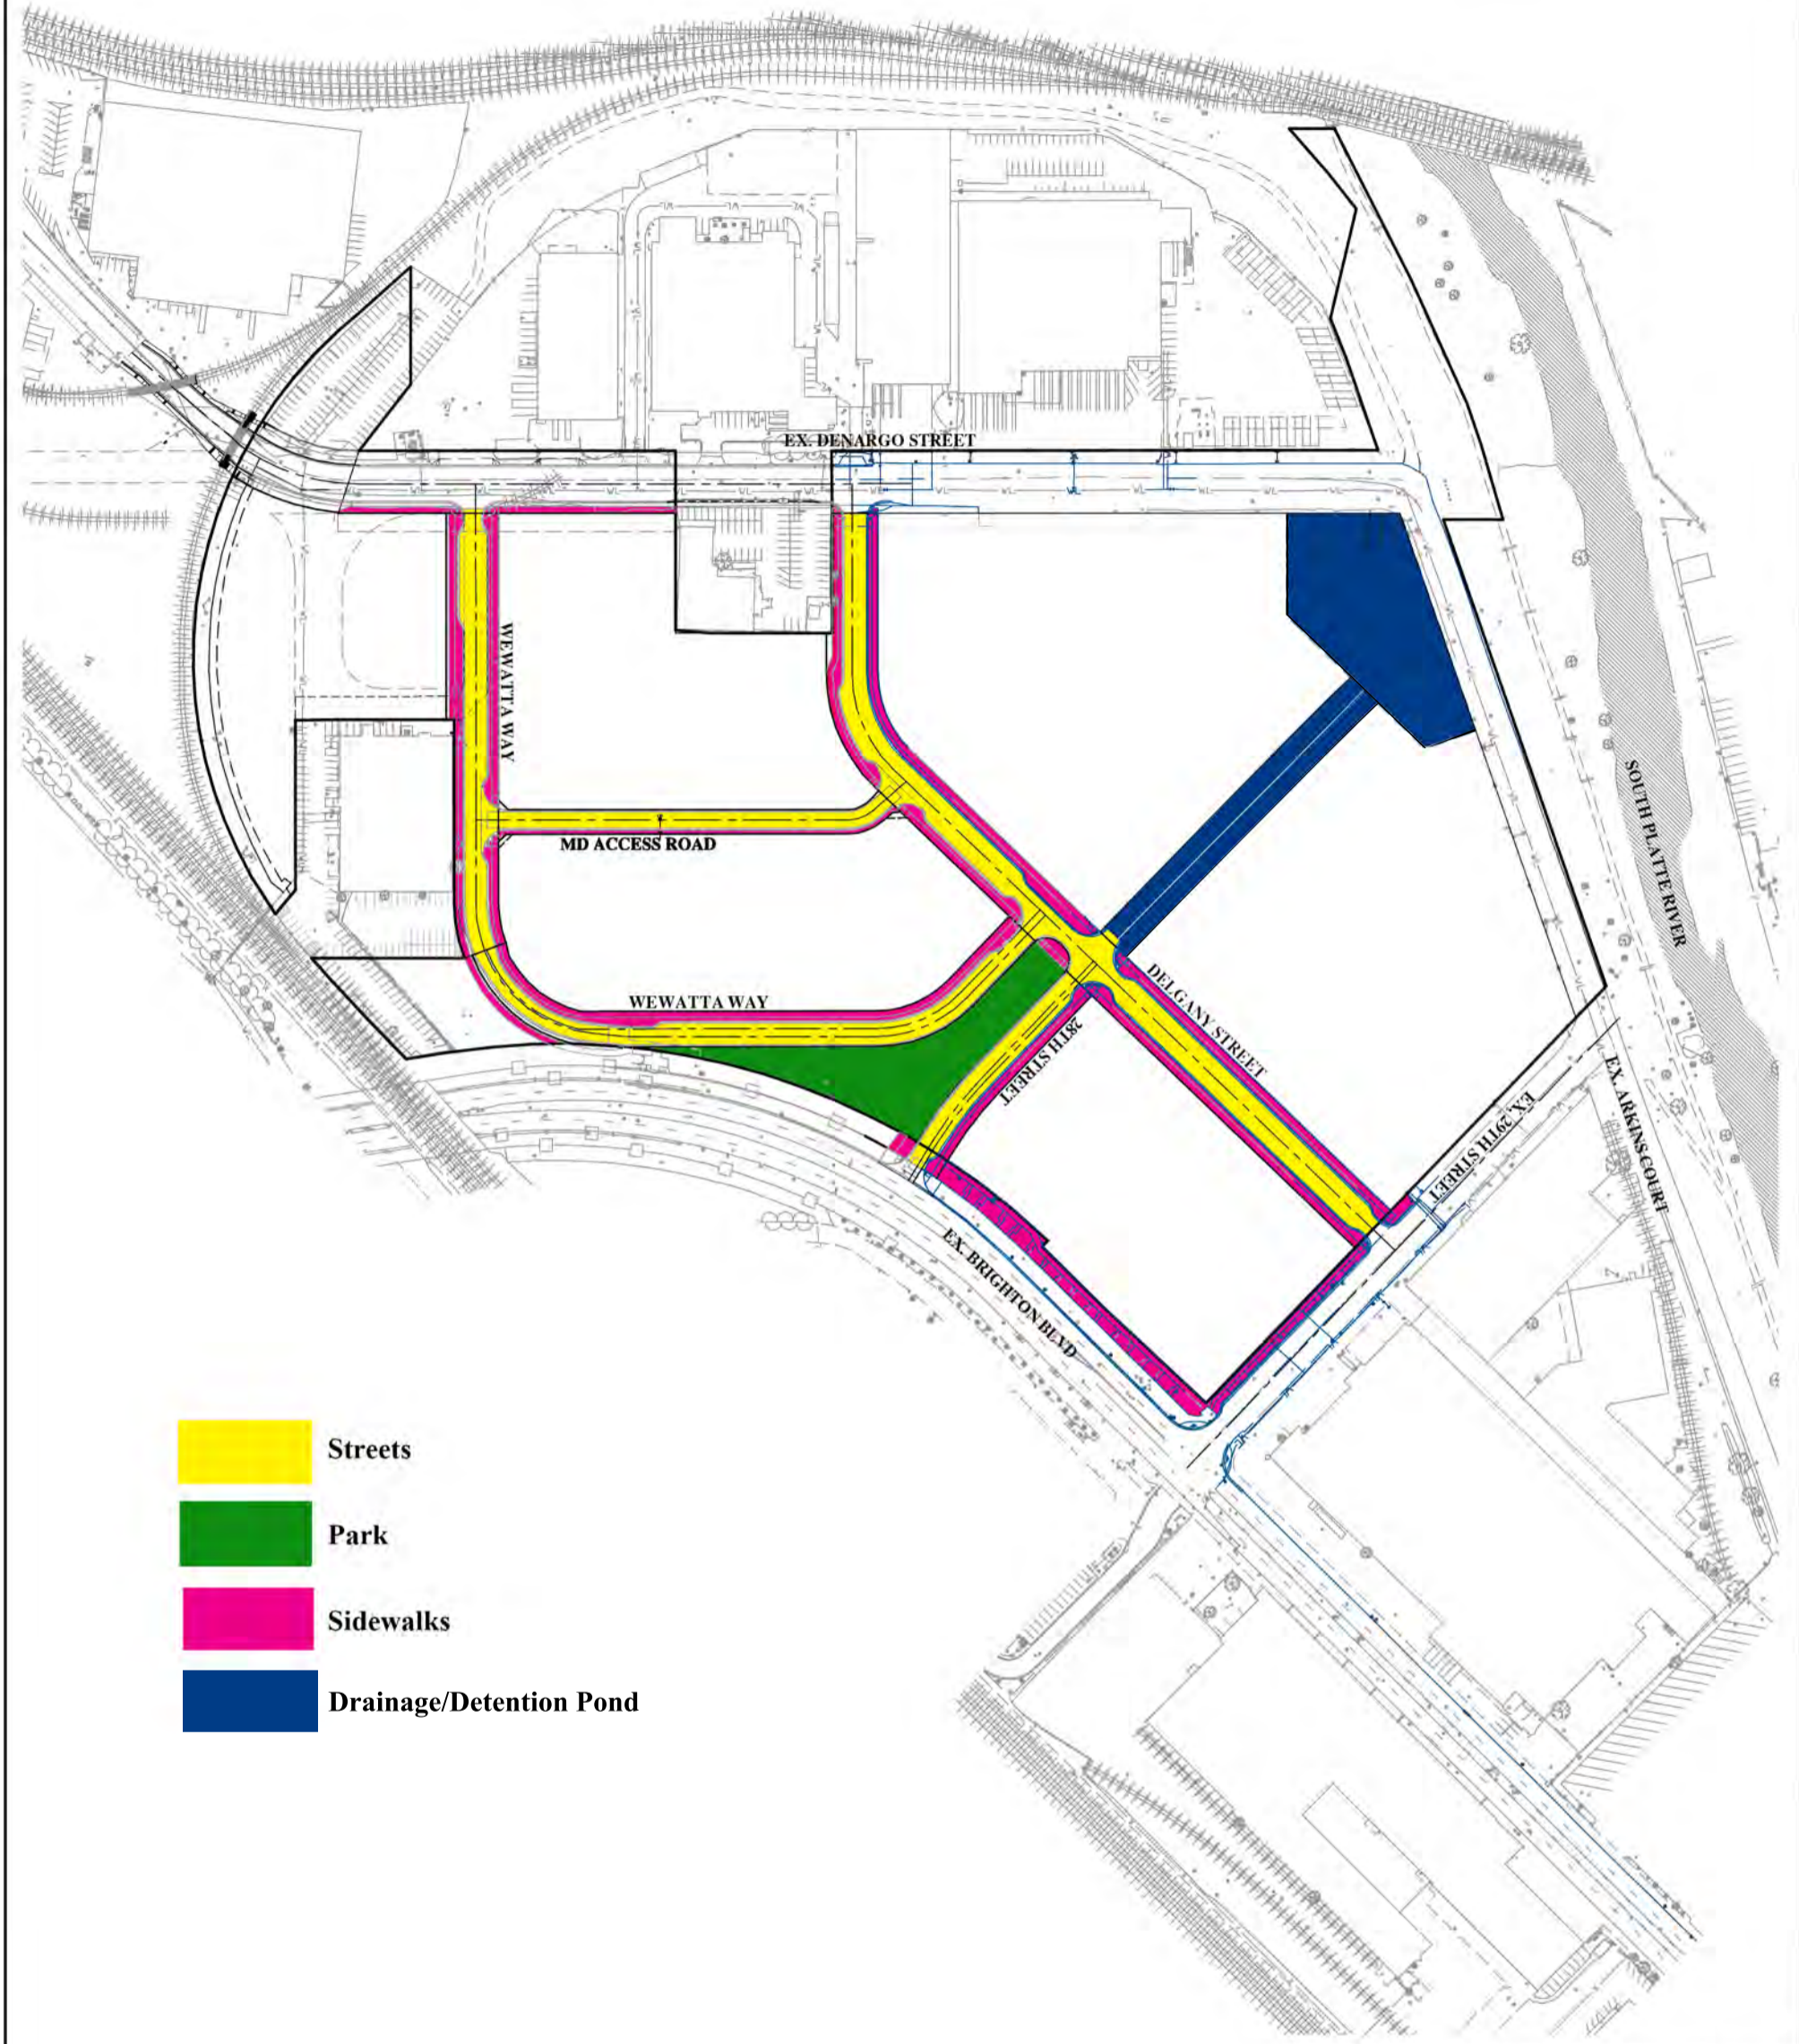 EX. DENARGO STREET
WEWATTA WAY
MD ACCESS ROAD
WEWATTA WAY
28TH STREET
DELGANY STREET
SOUTH PLATTE RIVER
EX. ARKINS COURT
EX. 29TH STREET
EX. BRIGHTON BLVD
Streets
Park
Sidewalks
Drainage/Detention Pond